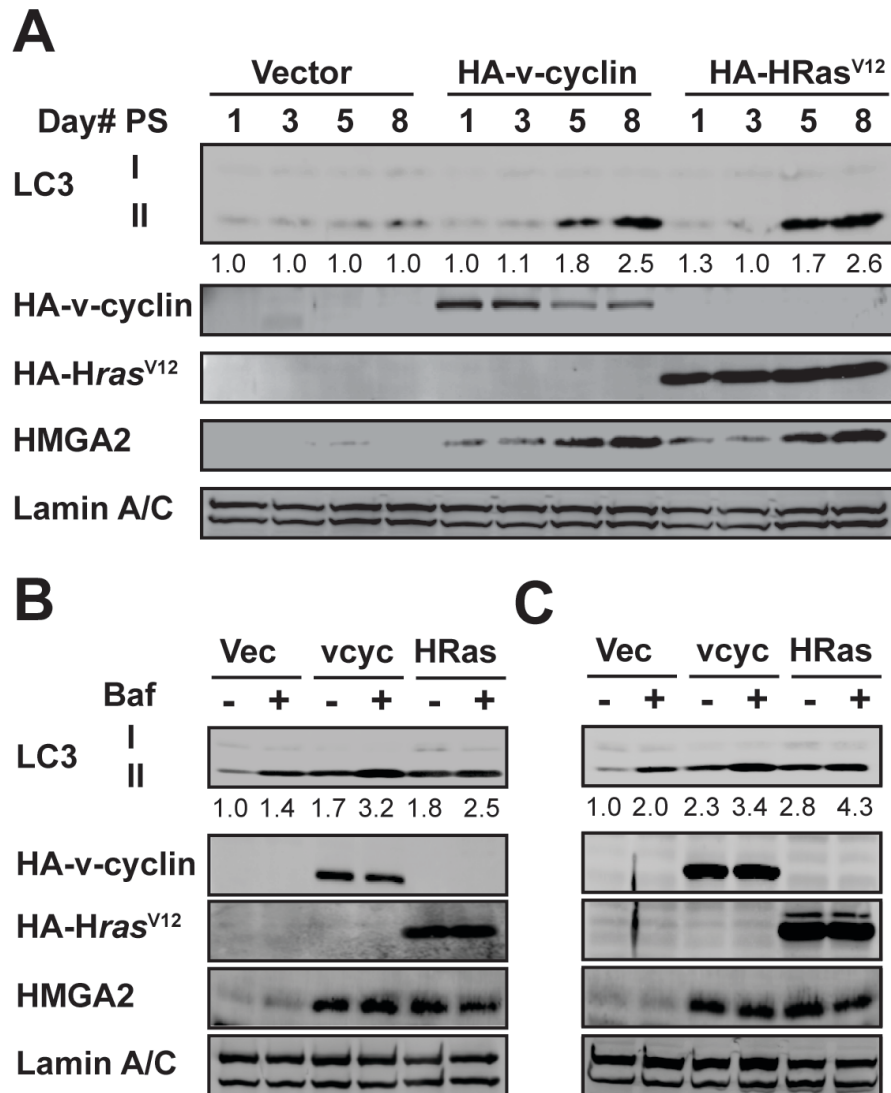 A
Vector HA-v-cyclin HA-HRasV12
Day# PS 1 3 5 8 1 3 5 8 1 3 5 8
LC3 I
II
1.0 1.0 1.0 1.0 1.0 1.1 1.8 2.5 1.3 1.0 1.7 2.6
HA-v-cyclin
HA-HrasV12
HMGA2
Lamin A/C
B
Vec vcyc HRas
Baf - + - + - +
LC3 I
II
1.0 1.4 1.7 3.2 1.8 2.5
HA-v-cyclin
HA-HrasV12
HMGA2
Lamin A/C
C
Vec vcyc HRas
- + - + - +
1.0 2.0 2.3 3.4 2.8 4.3